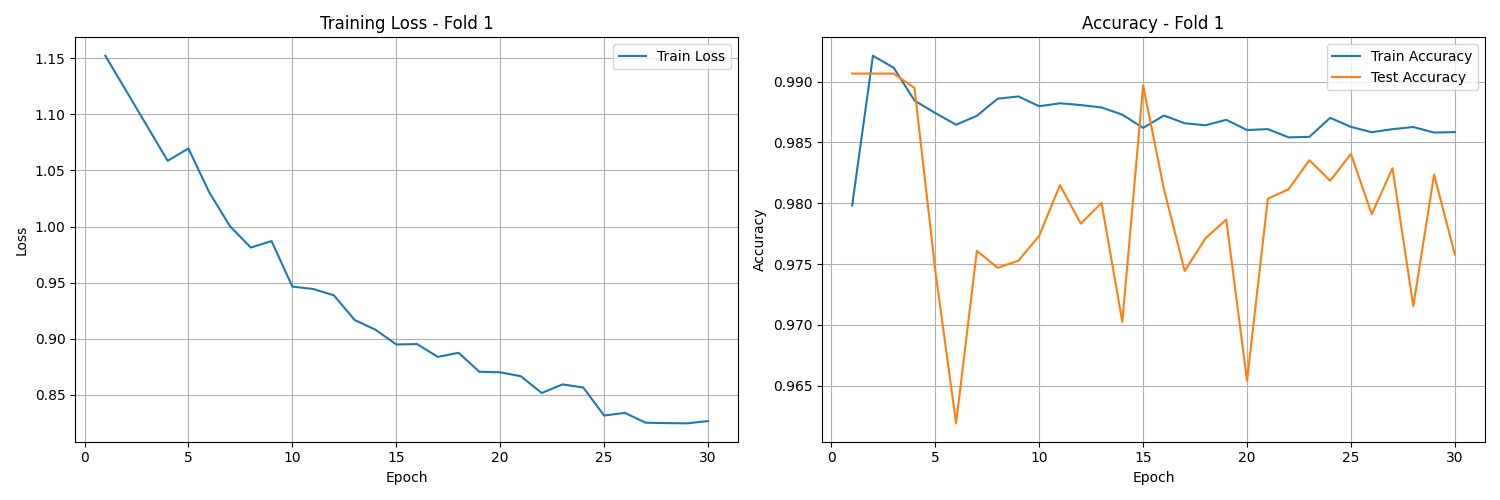 Training Loss - Fold 1
Train Loss
1.15
1.10
1.05
1.00
0.95
0.90
0.85
Loss
0 5 10 15 20 25 30
Epoch
Accuracy - Fold 1
Train Accuracy
Test Accuracy
0.990
0.985
0.980
0.975
0.970
0.965
Accuracy
0 5 10 15 20 25 30
Epoch